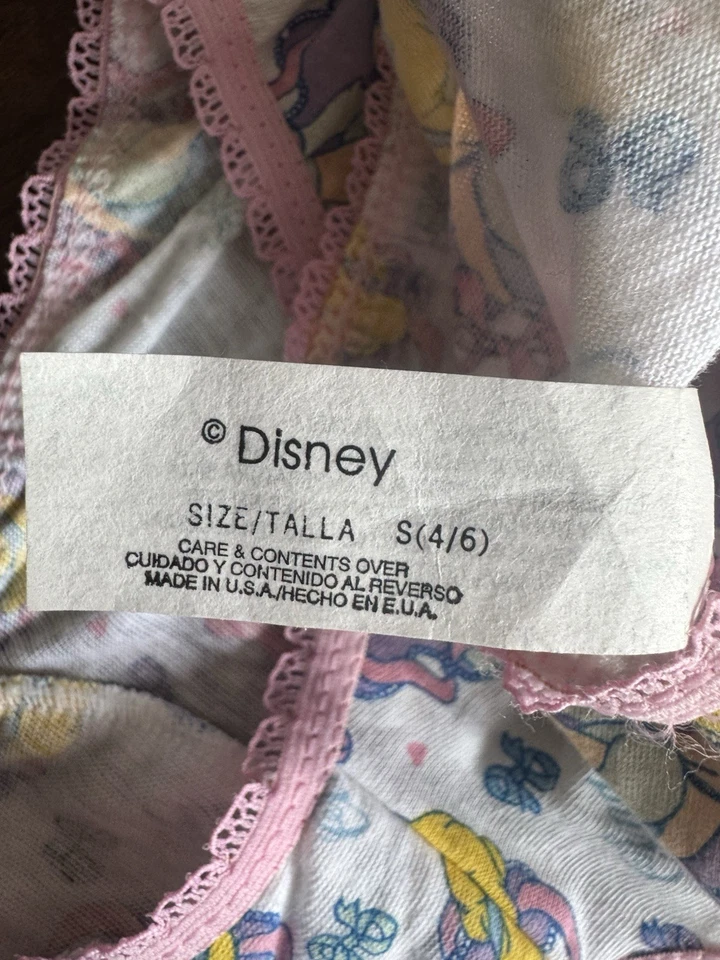 © Disney
SIZE/TALLA S(4/6)
CARE & CONTENTS OVER
CUIDADO Y CONTENIDO AL REVERSO
MADE IN U.S.A./HECHO EN E.U.A.